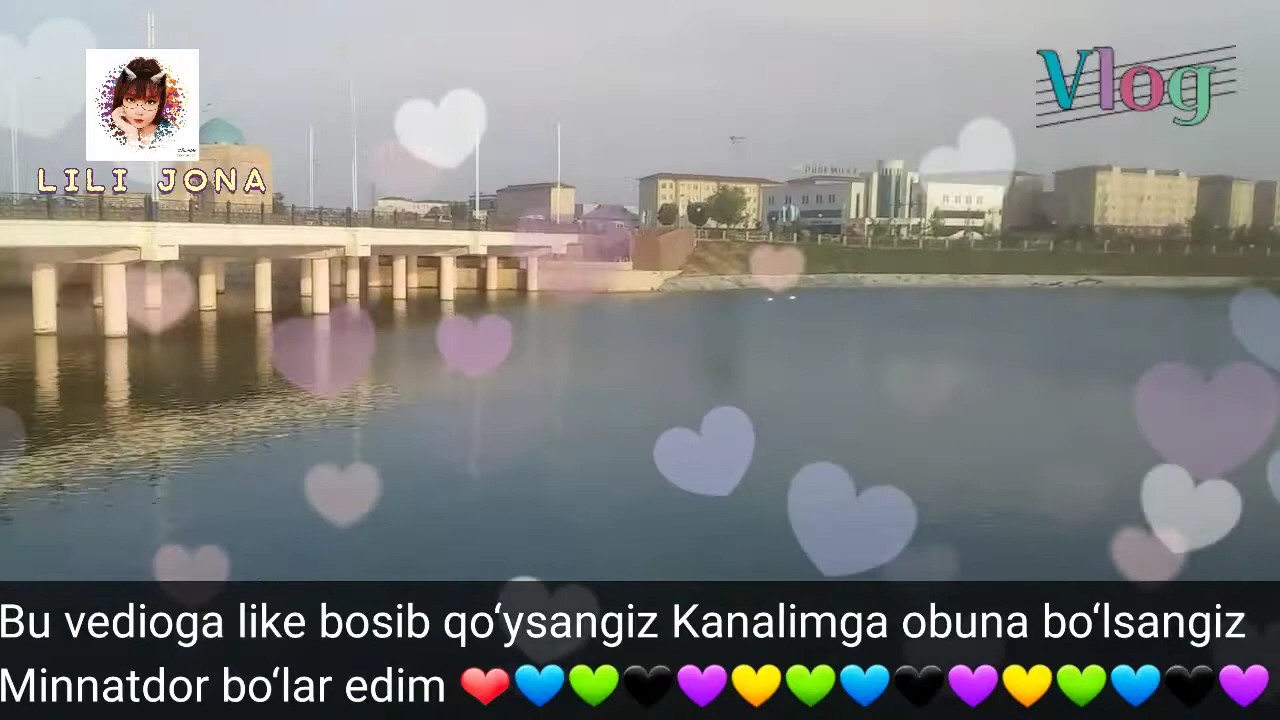 Vlog
LILI JONA
Bu vedioga like bosib qo‘ysangiz Kanalimga obuna bo‘lsangiz
Minnatdor bo‘lar edim ❤️💙💚🖤💜💛💚💙🖤💜💛💚💙🖤💜